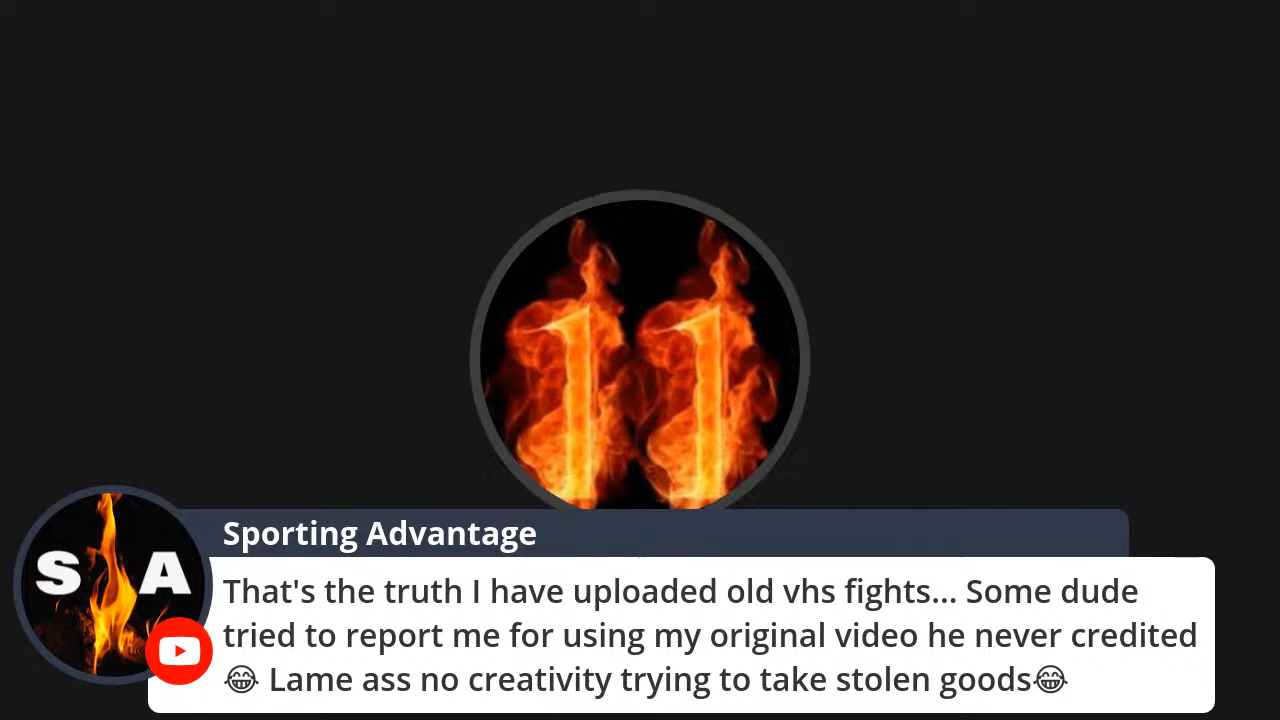 11
Sporting Advantage
S A
That's the truth I have uploaded old vhs fights... Some dude
tried to report me for using my original video he never credited
😂 Lame ass no creativity trying to take stolen goods😂